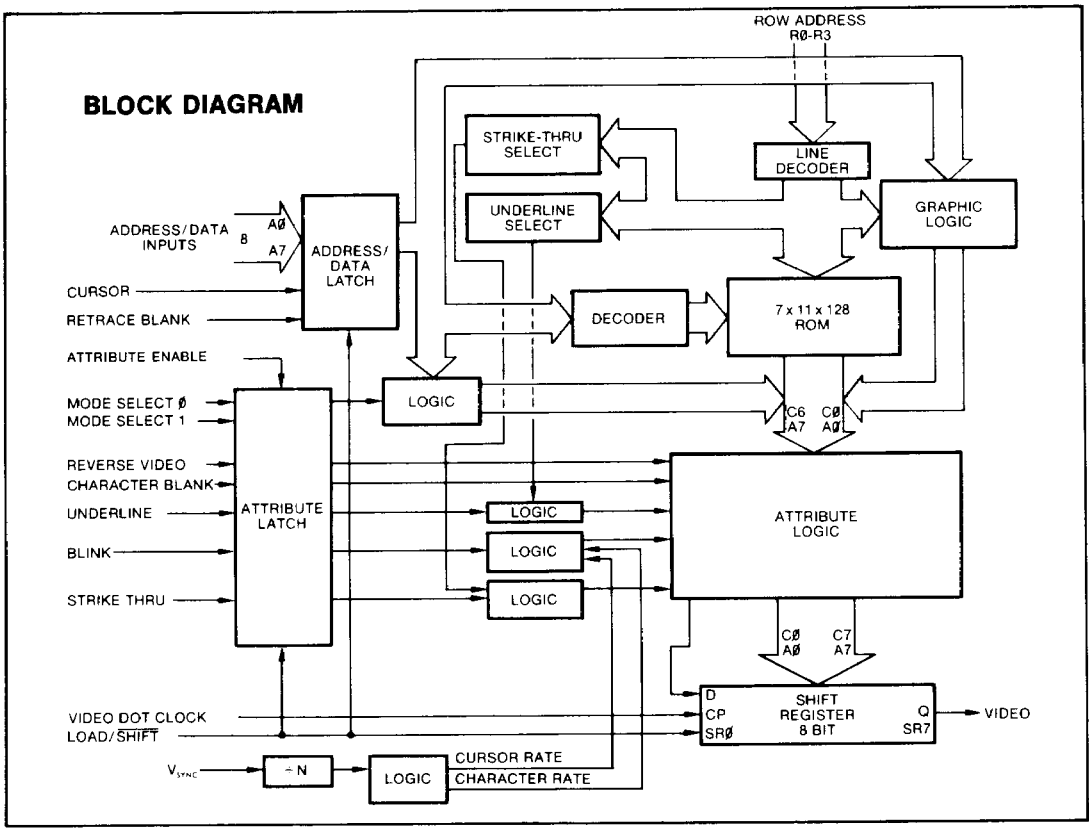 BLOCK DIAGRAM
ROW ADDRESS
RØ-R3
STRIKE-THRU
SELECT
LINE
DECODER
UNDERLINE
SELECT
GRAPHIC
LOGIC
ADDRESS/DATA
INPUTS
8
AØ
A7
ADDRESS/
DATA
LATCH
CURSOR
RETRACE BLANK
DECODER
7 x 11 x 128
ROM
ATTRIBUTE ENABLE
MODE SELECT Ø
MODE SELECT 1
LOGIC
C6 CØ
A7 AØ
REVERSE VIDEO
CHARACTER BLANK
UNDERLINE
BLINK
STRIKE THRU
ATTRIBUTE
LATCH
LOGIC
LOGIC
LOGIC
ATTRIBUTE
LOGIC
CØ C7
AØ A7
VIDEO DOT CLOCK
LOAD/SHIFT
D
CP
SRØ
SHIFT
REGISTER
8 BIT
Q
SR7
VIDEO
VSYNC
÷N
LOGIC
CURSOR RATE
CHARACTER RATE